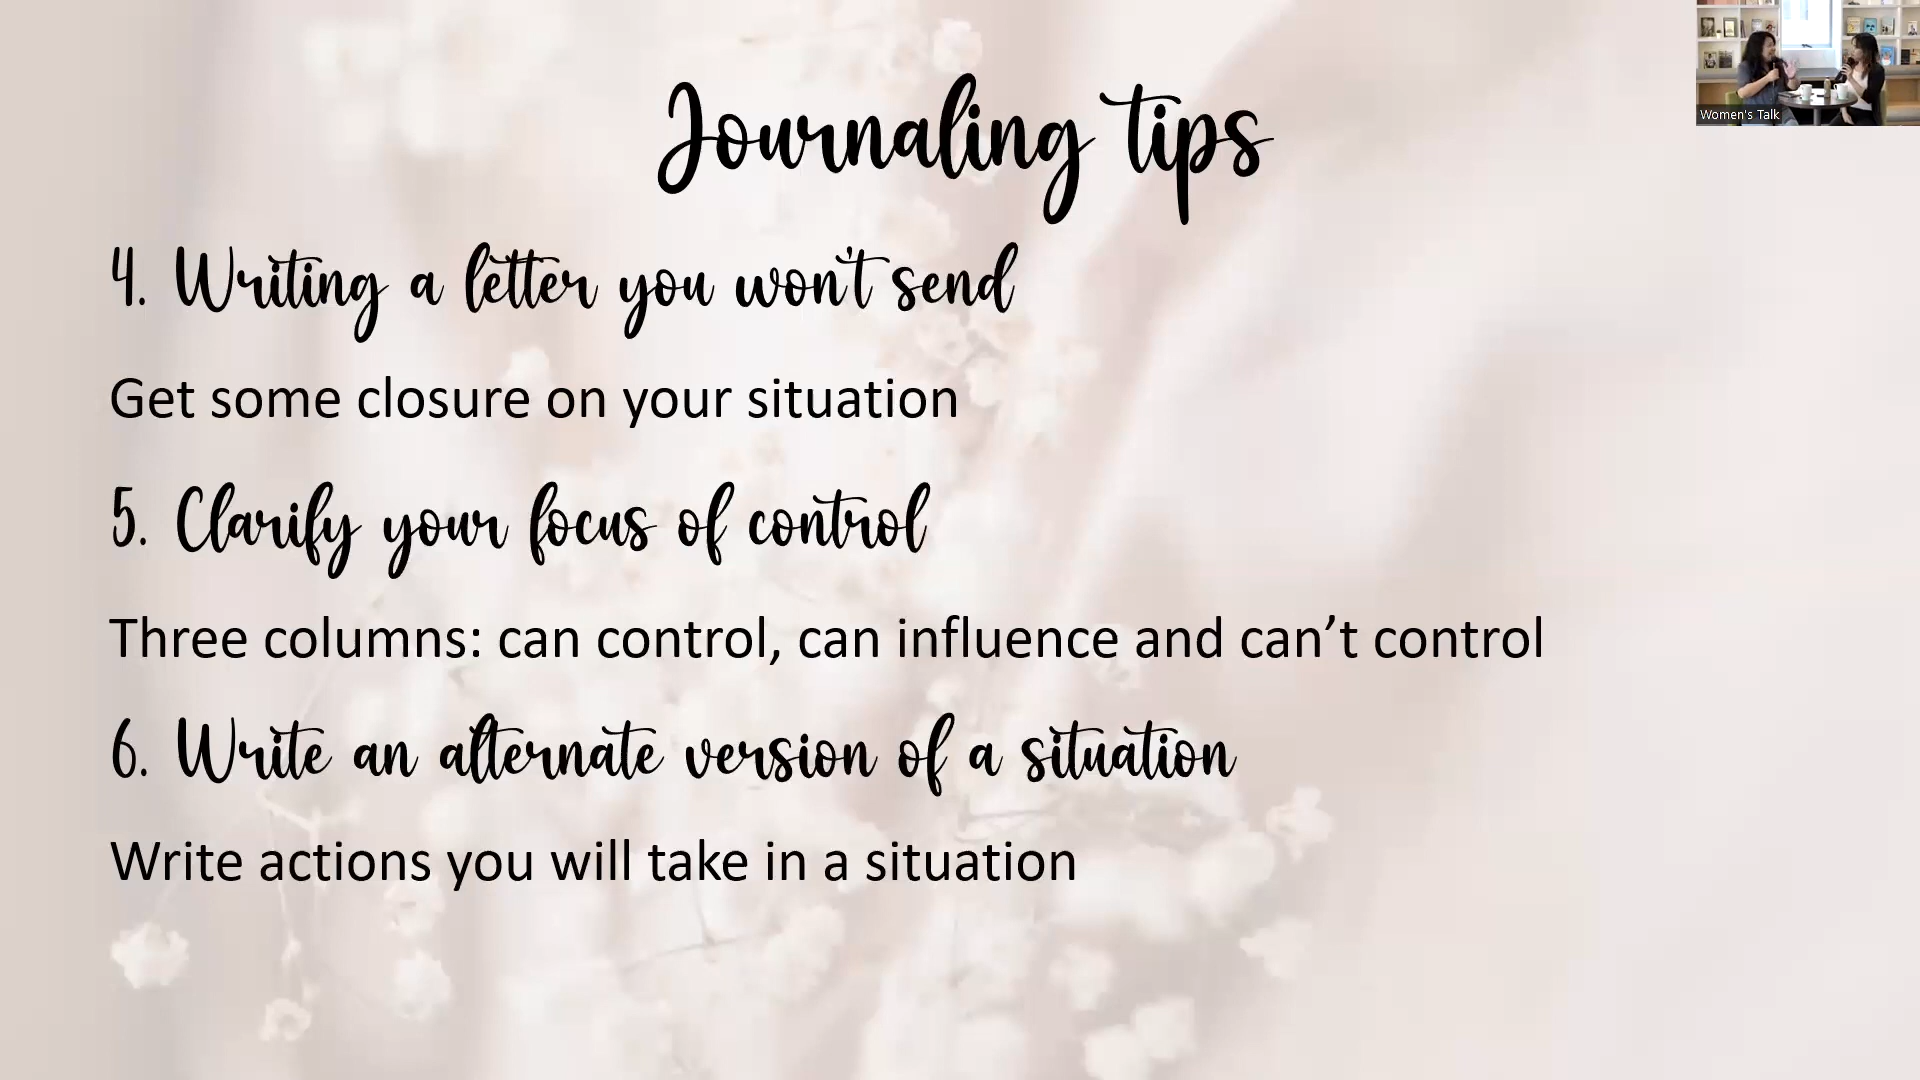 Journaling tips
4. Writing a letter you won't send
Get some closure on your situation
5. Clarify your focus of control
Three columns: can control, can influence and can’t control
6. Write an alternate version of a situation
Write actions you will take in a situation
Women's Talk